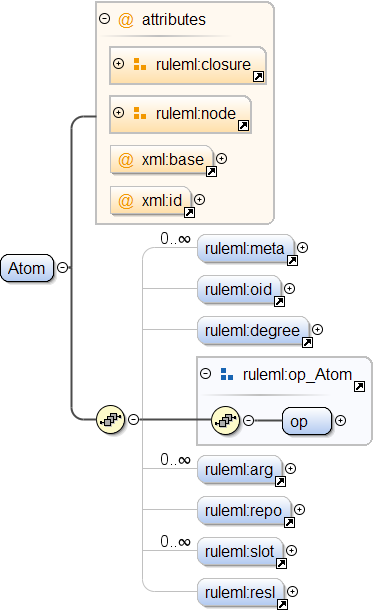 @ attributes
ruleml:closure
ruleml:node
@ xml:base
@ xml:id
Atom
0..∞
ruleml:meta
ruleml:oid
ruleml:degree
ruleml:op_Atom
op
0..∞
ruleml:arg
ruleml:repo
0..∞
ruleml:slot
ruleml:resl